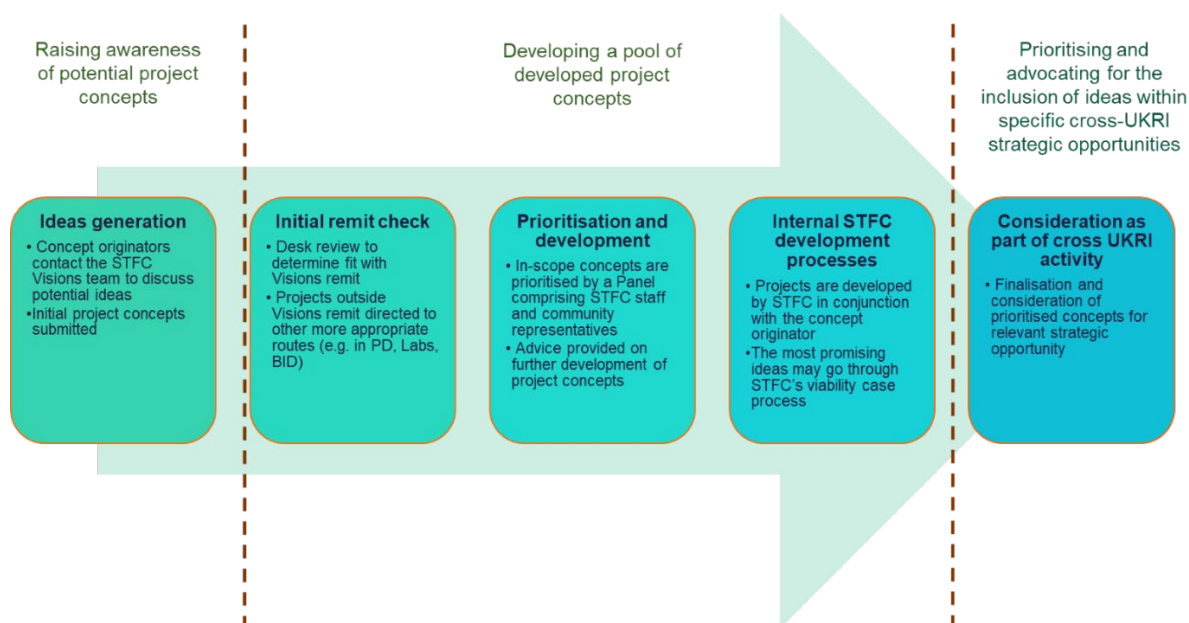 Raising awareness
of potential project
concepts
Developing a pool of
developed project
concepts
Prioritising and
advocating for the
inclusion of ideas within
specific cross-UKRI
strategic opportunities
Ideas generation
• Concept originators
contact the STFC
Visions team to discuss
potential ideas
•Initial project concepts
submitted
Initial remit check
• Desk review to
determine fit with
Visions remit
• Projects outside
Visions remit directed to
other more appropriate
routes (e.g. in PD, Labs,
BID)
Prioritisation and
development
• In-scope concepts are
prioritised by a Panel
comprising STFC staff
and community
representatives
• Advice provided on
further development of
project concepts
Internal STFC
development
processes
• Projects are developed
by STFC in conjunction
with the concept
originator
•The most promising
ideas may go through
STFC's viability case
process
Consideration as
part of cross UKRI
activity
• Finalisation and
consideration of
prioritised concepts for
relevant strategic
opportunity